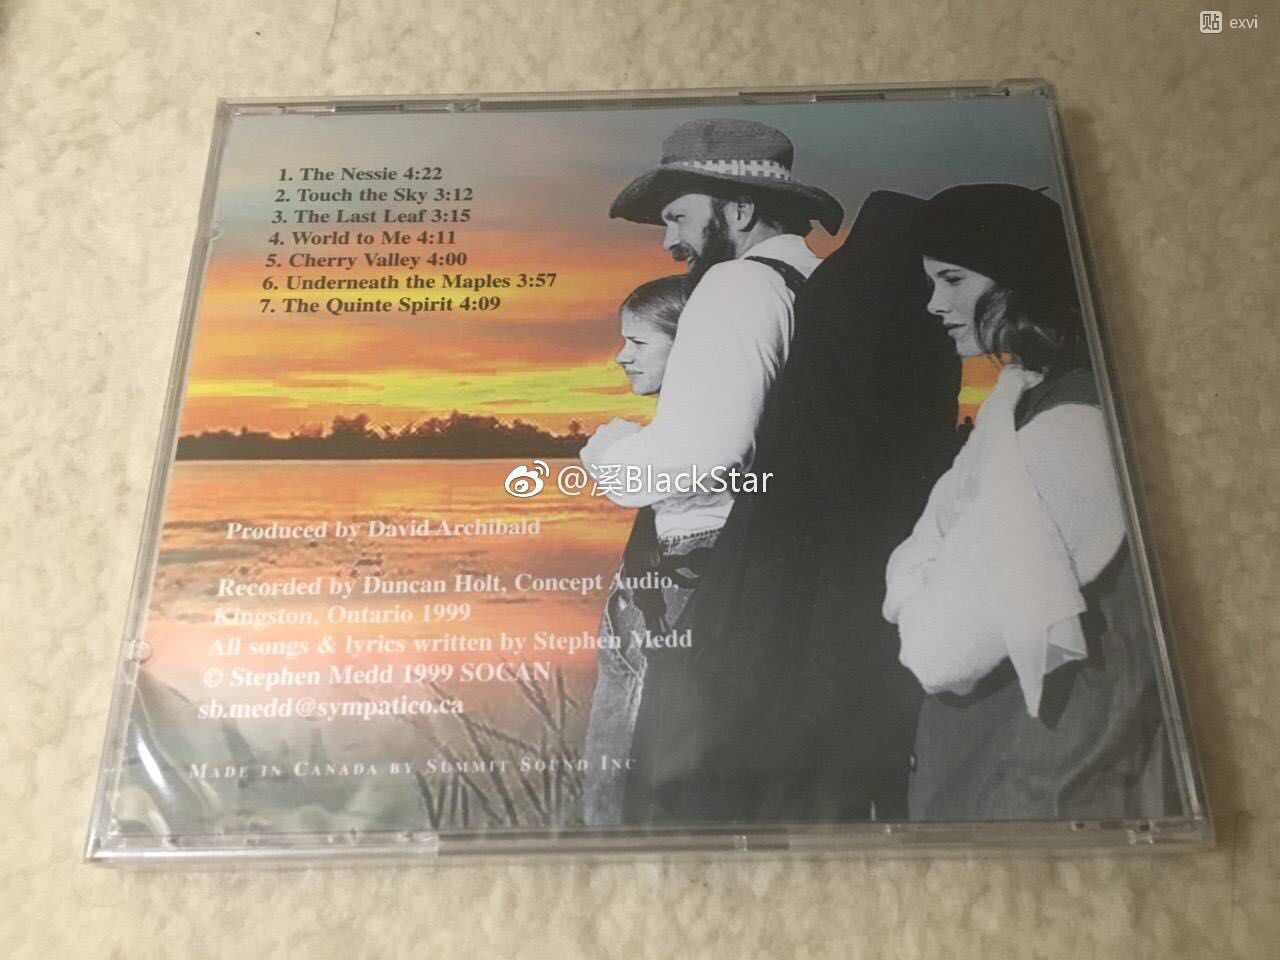 贴 exvi
1. The Nessie 4:22
2. Touch the Sky 3:12
3. The Last Leaf 3:15
4. World to Me 4:11
5. Cherry Valley 4:00
6. Underneath the Maples 3:57
7. The Quinte Spirit 4:09
@溪BlackStar
Produced by David Archibald
Recorded by Duncan Holt, Concept Audio,
Kingston, Ontario 1999
All songs & lyrics written by Stephen Medd
© Stephen Medd 1999 SOCAN
sb.medd@sympatico.ca
MADE IN CANADA BY SUMMIT SOUND INC